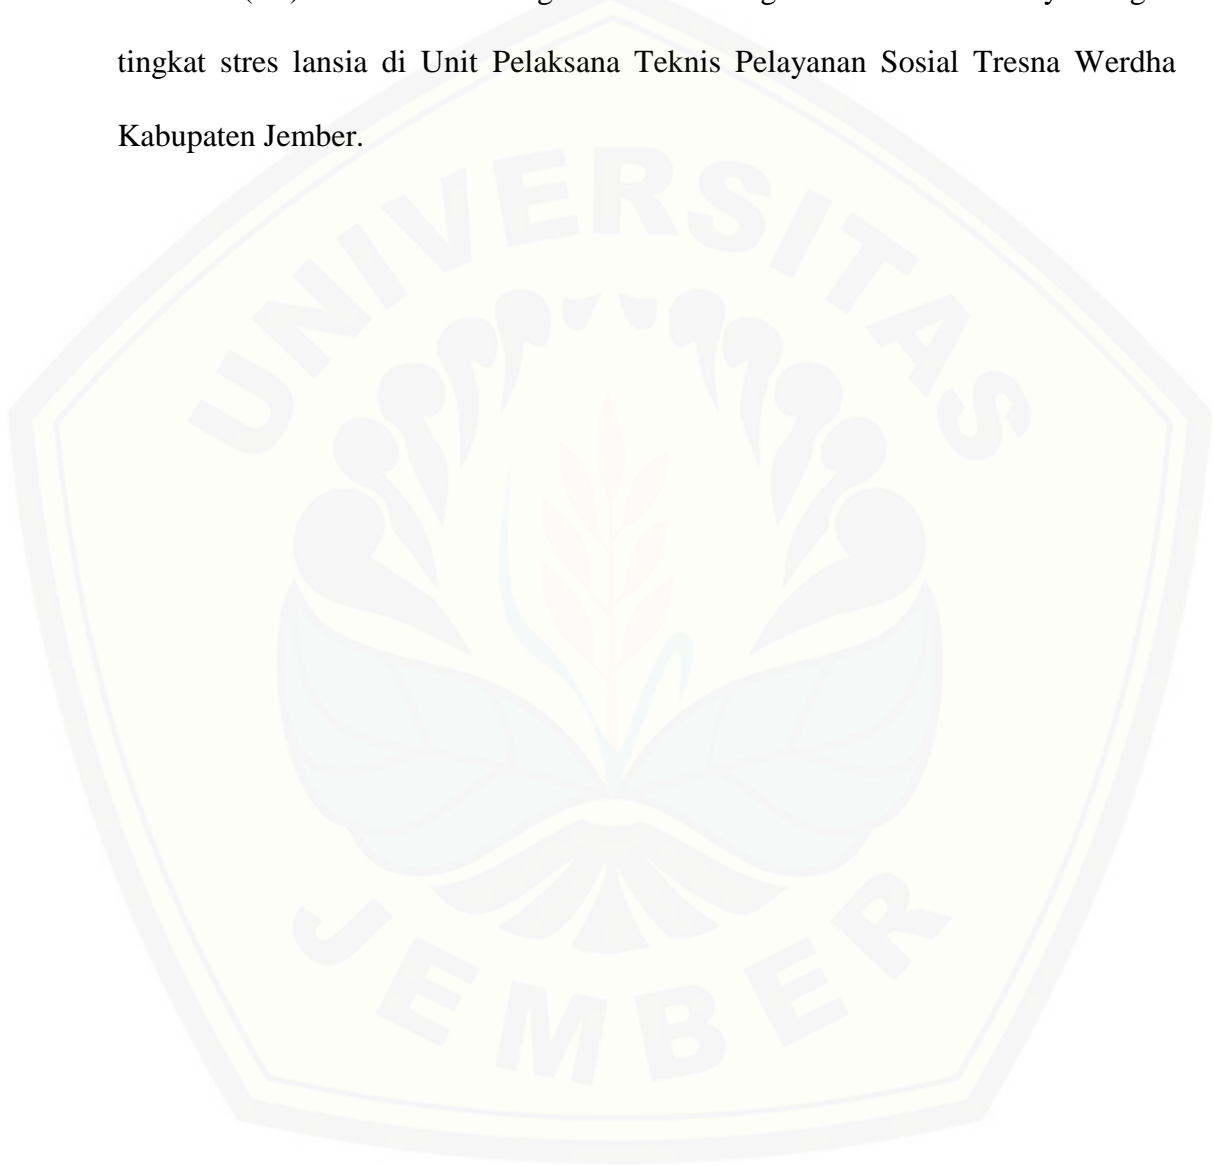 tingkat stres lansia di Unit Pelaksana Teknis Pelayanan Sosial Tresna Werdha
Kabupaten Jember.
UNIVERSITAS
JEMBER